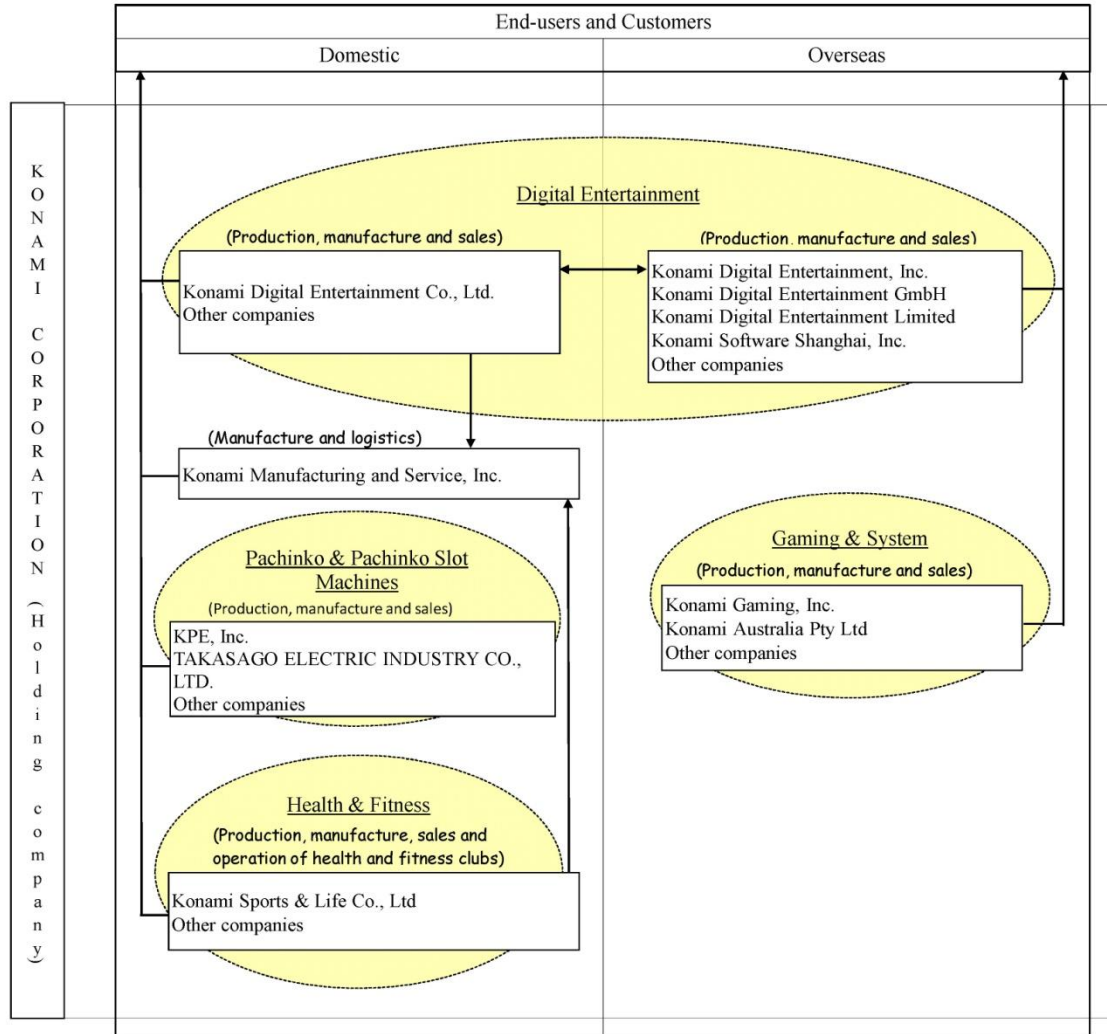 End-users and Customers
Domestic
Overseas
KONAMI CORPORATION (Holding company)
Digital Entertainment
(Production, manufacture and sales)
Konami Digital Entertainment Co., Ltd.
Other companies
(Production, manufacture and sales)
Konami Digital Entertainment, Inc.
Konami Digital Entertainment GmbH
Konami Digital Entertainment Limited
Konami Software Shanghai, Inc.
Other companies
(Manufacture and logistics)
Konami Manufacturing and Service, Inc.
Pachinko & Pachinko Slot
Machines
(Production, manufacture and sales)
KPE, Inc.
TAKASAGO ELECTRIC INDUSTRY CO.,
LTD.
Other companies
Gaming & System
(Production, manufacture and sales)
Konami Gaming, Inc.
Konami Australia Pty Ltd
Other companies
Health & Fitness
(Production, manufacture, sales and
operation of health and fitness clubs)
Konami Sports & Life Co., Ltd
Other companies